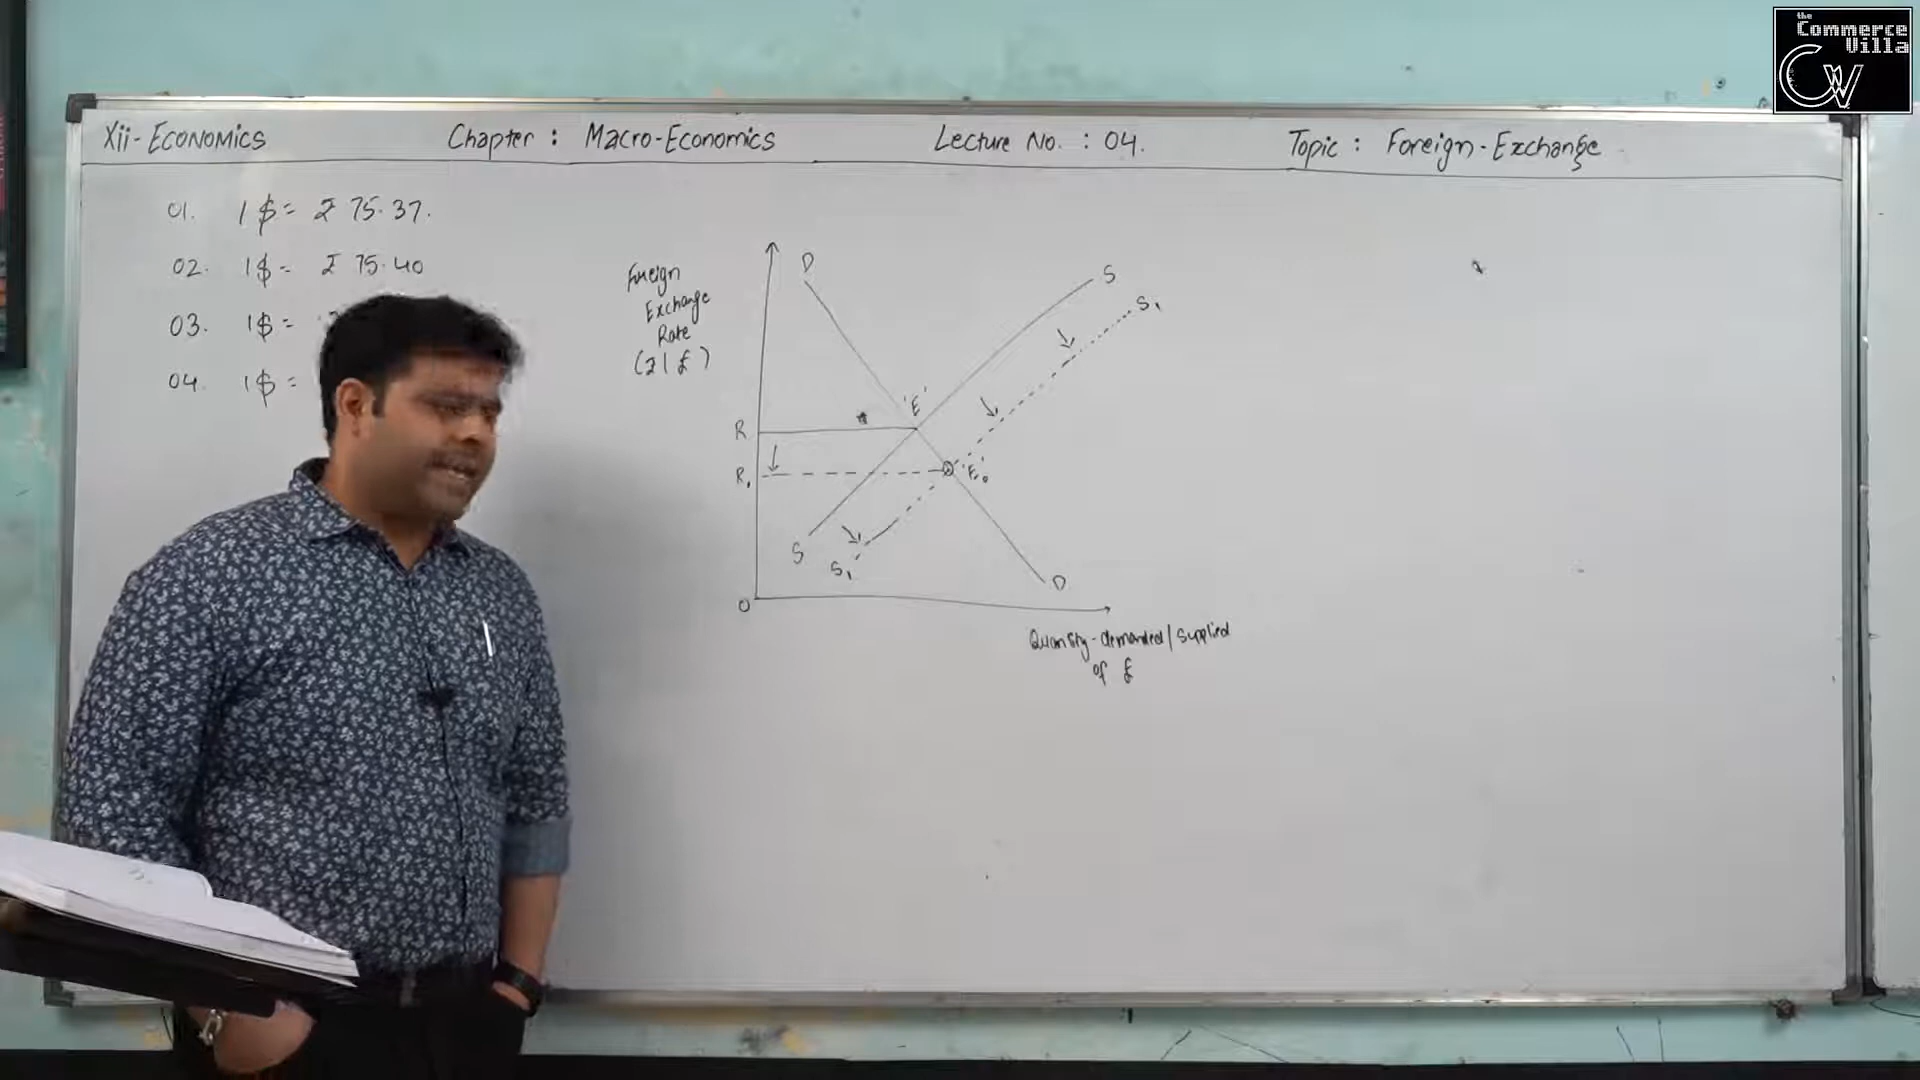 the
Commerce
Villa
CW
Xii- ECONOMICS Chapter : Macro-Economics Lecture No. : 04. Topic : Foreign-Exchange
01. 1 $ = ₹ 75.37.
02. 1$ = ₹ 75.40
03. 1$ =
04. 1$ =
Foreign
Exchange
Rate
(₹/£)
D
S
S₁
'E'
R
R₁
S
S₁
D
O
Quantity-demanded/supplied
of £